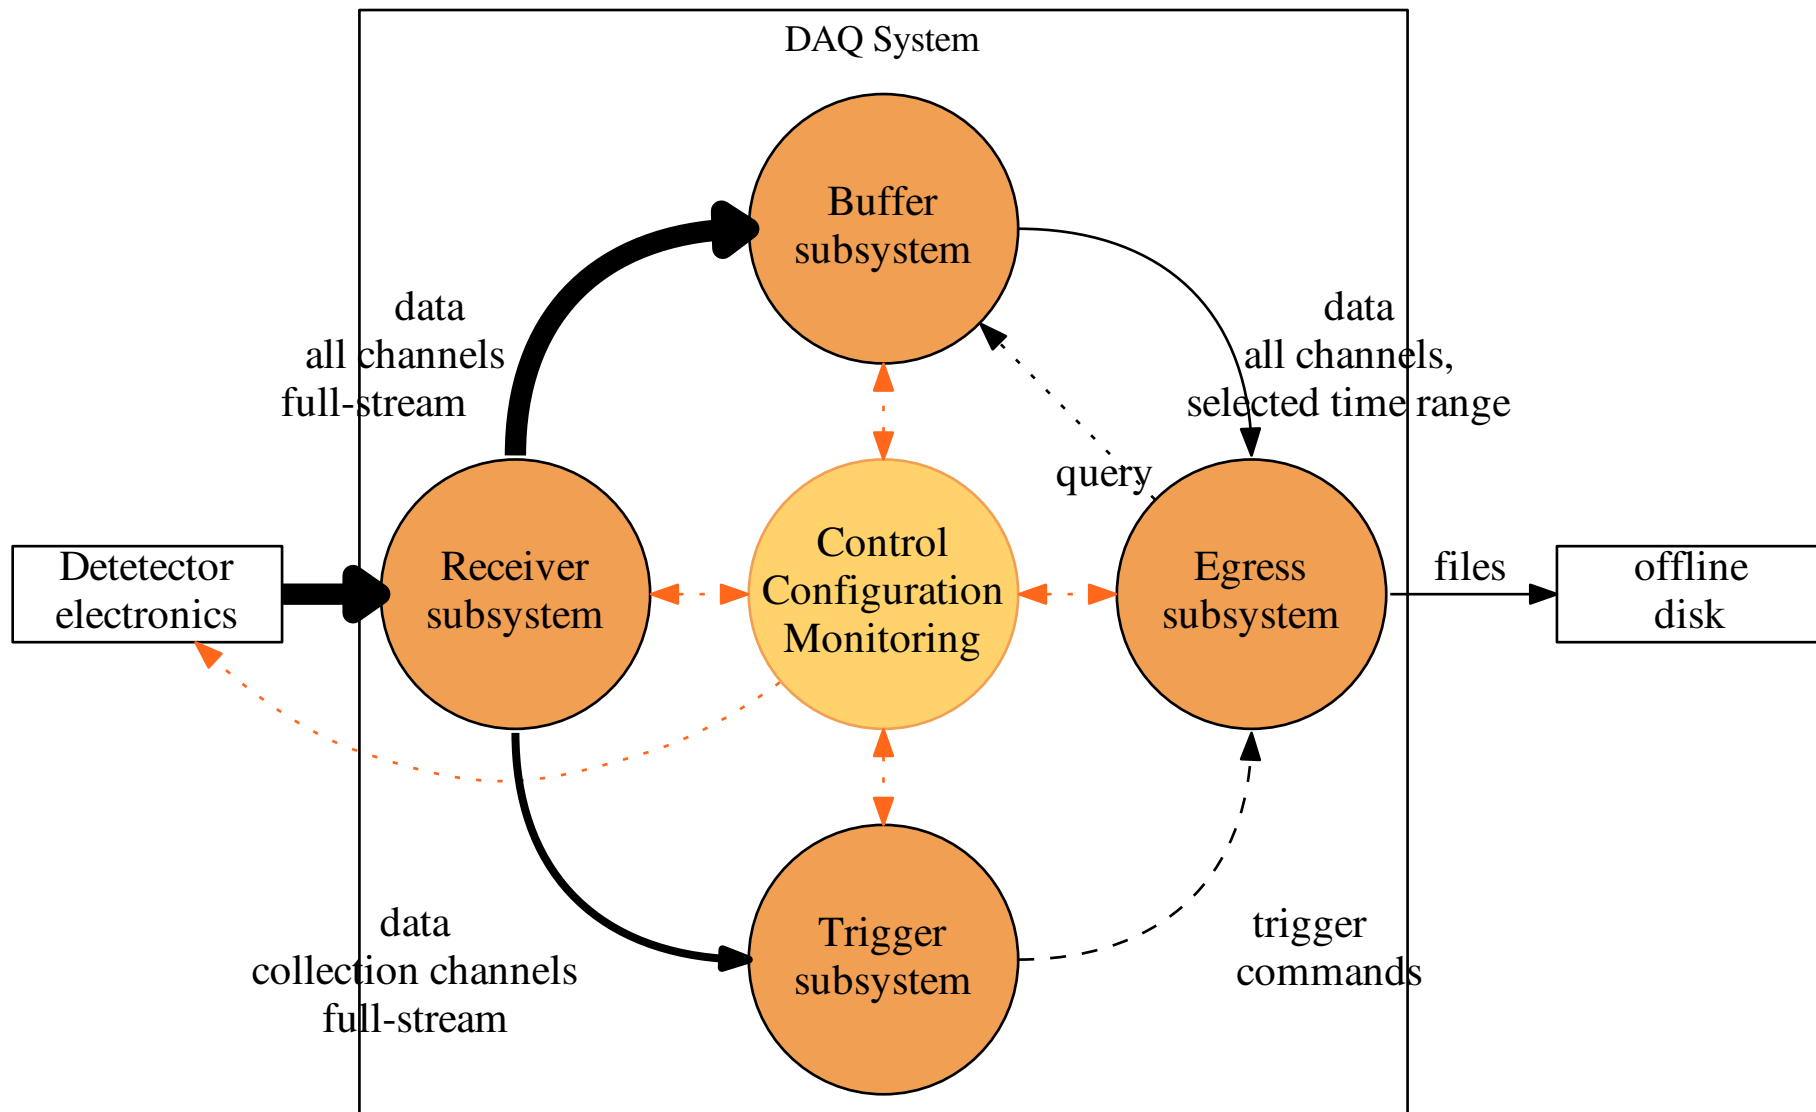 DAQ System
Buffer
subsystem
data
all channels
full-stream
data
all channels,
selected time range
query
Detetector
electronics
Receiver
subsystem
Control
Configuration
Monitoring
Egress
subsystem
files
offline
disk
data
collection channels
full-stream
Trigger
subsystem
trigger
commands